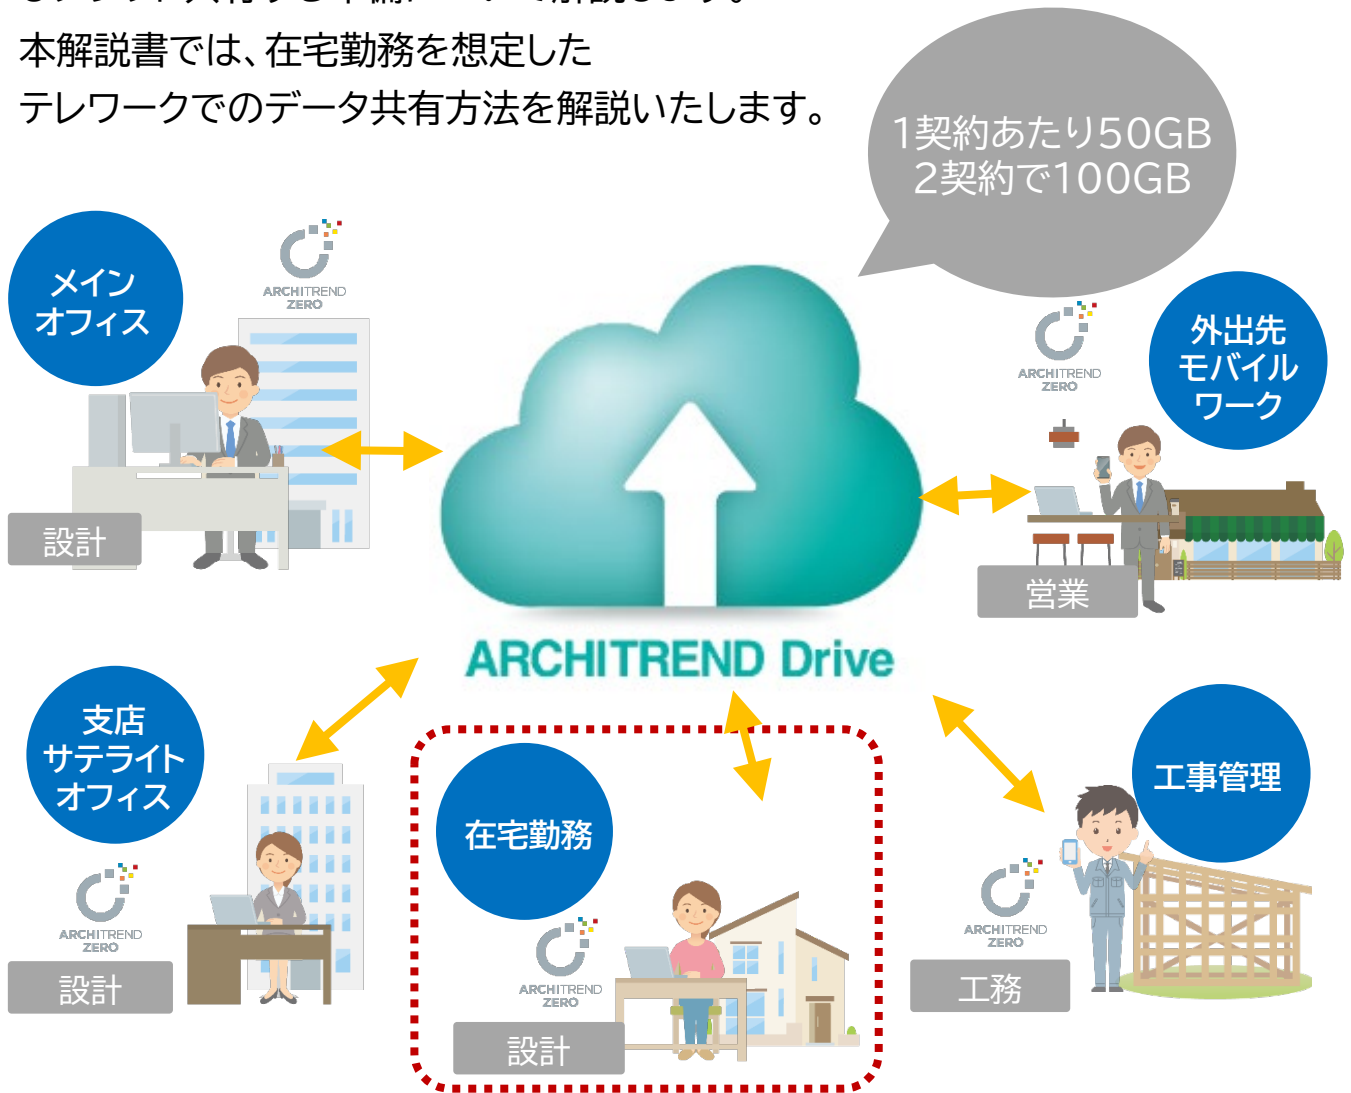 本解説書では、在宅勤務を想定した
テレワークでのデータ共有方法を解説いたします。
1契約あたり50GB
2契約で100GB
メイン
オフィス
ARCHITREND
ZERO
設計
ARCHITREND
ZERO
外出先
モバイル
ワーク
営業
ARCHITREND Drive
支店
サテライト
オフィス
ARCHITREND
ZERO
設計
在宅勤務
ARCHITREND
ZERO
設計
工事管理
ARCHITREND
ZERO
工務